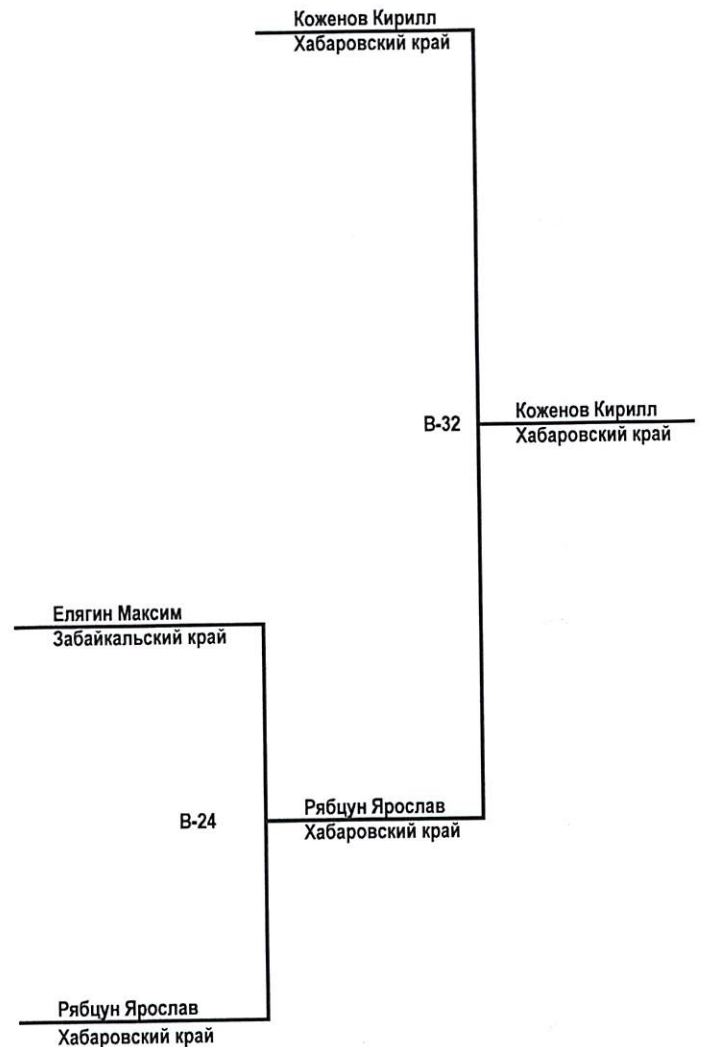 Коженов Кирилл
Хабаровский край
В-32
Коженов Кирилл
Хабаровский край
Елягин Максим
Забайкальский край
В-24
Рябцун Ярослав
Хабаровский край
Рябцун Ярослав
Хабаровский край